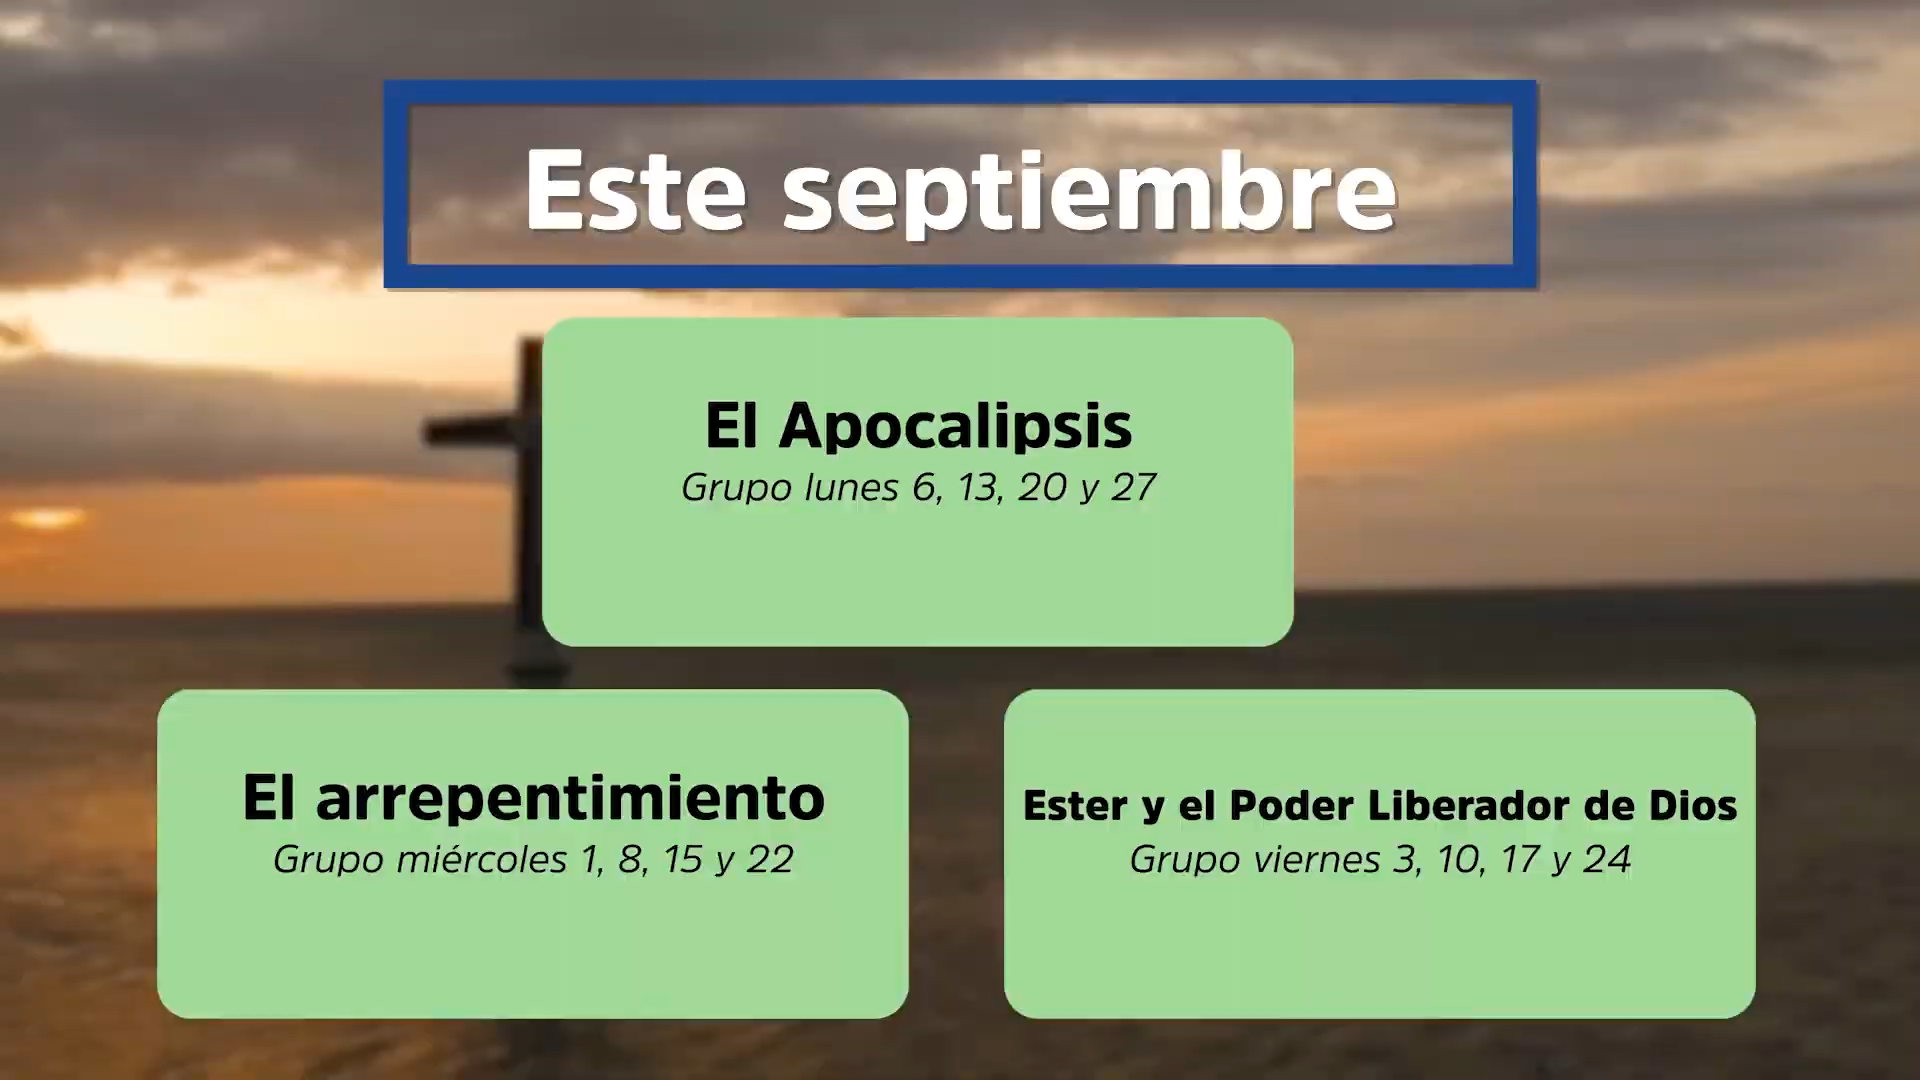 Este septiembre
El Apocalipsis
Grupo lunes 6, 13, 20 y 27
El arrepentimiento
Grupo miércoles 1, 8, 15 y 22
Ester y el Poder Liberador de Dios
Grupo viernes 3, 10, 17 y 24